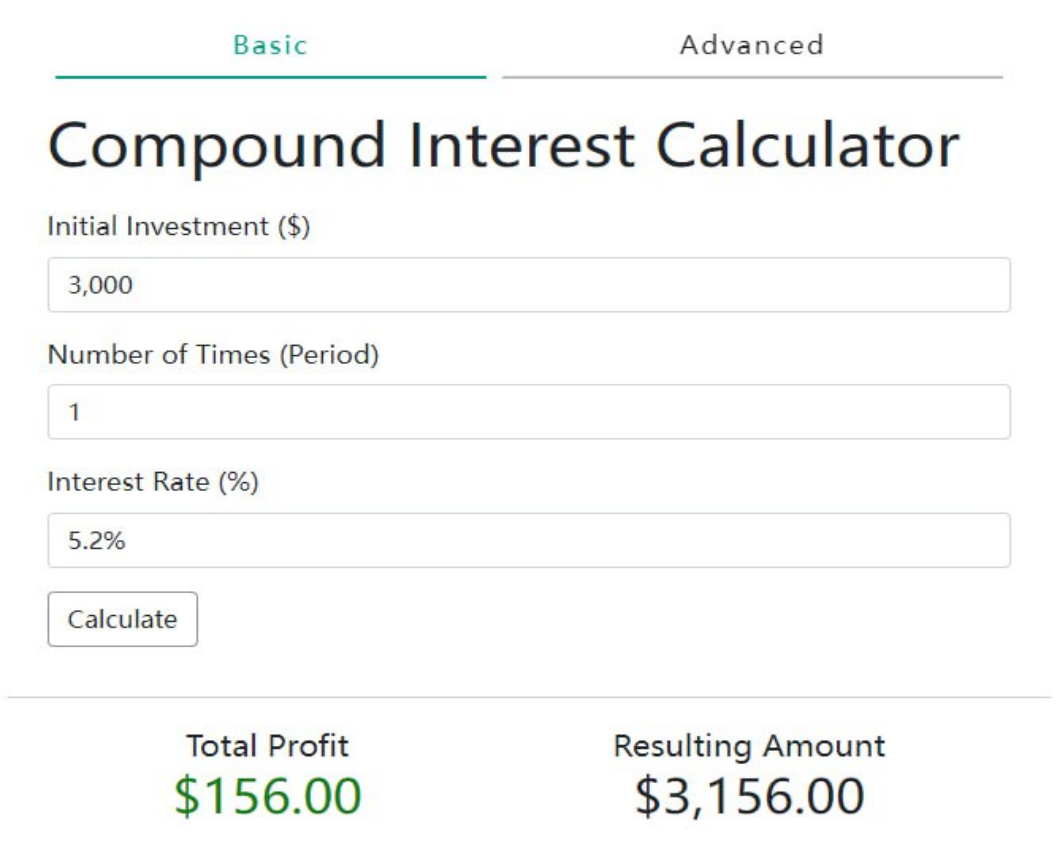 Basic Advanced
Compound Interest Calculator
Initial Investment ($)
3,000
Number of Times (Period)
1
Interest Rate (%)
5.2%
Calculate
Total Profit Resulting Amount
$156.00 $3,156.00